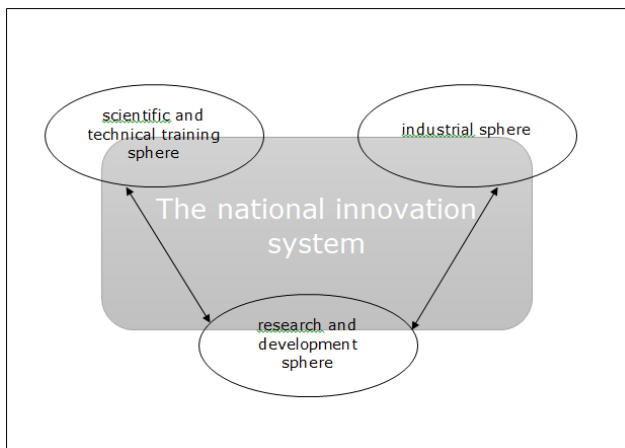 scientific and
technical training
sphere
industrial sphere
The national innovation
system
research and
development
sphere